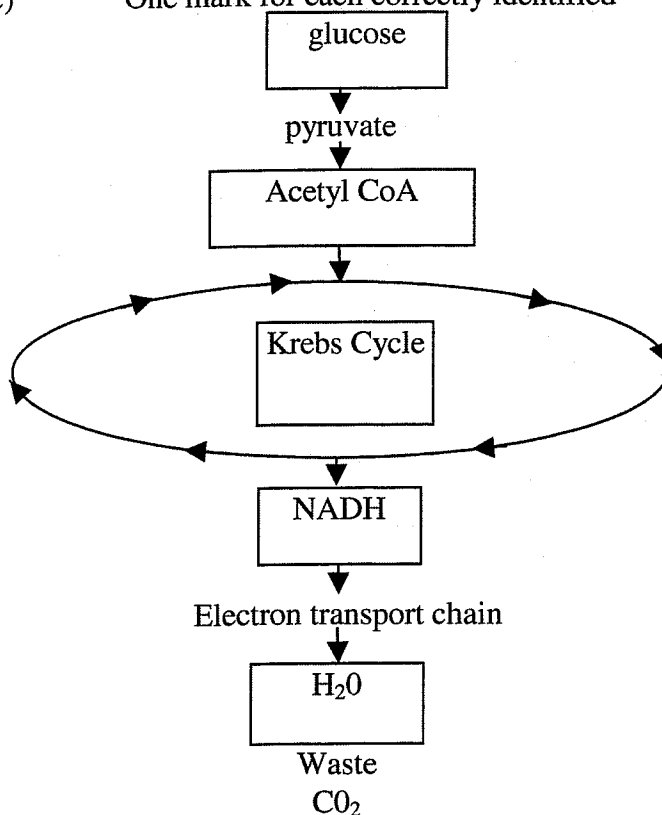 c) One mark for each correctly identified
glucose
pyruvate
Acetyl CoA
Krebs Cycle
NADH
Electron transport chain
H₂0
Waste
C0₂